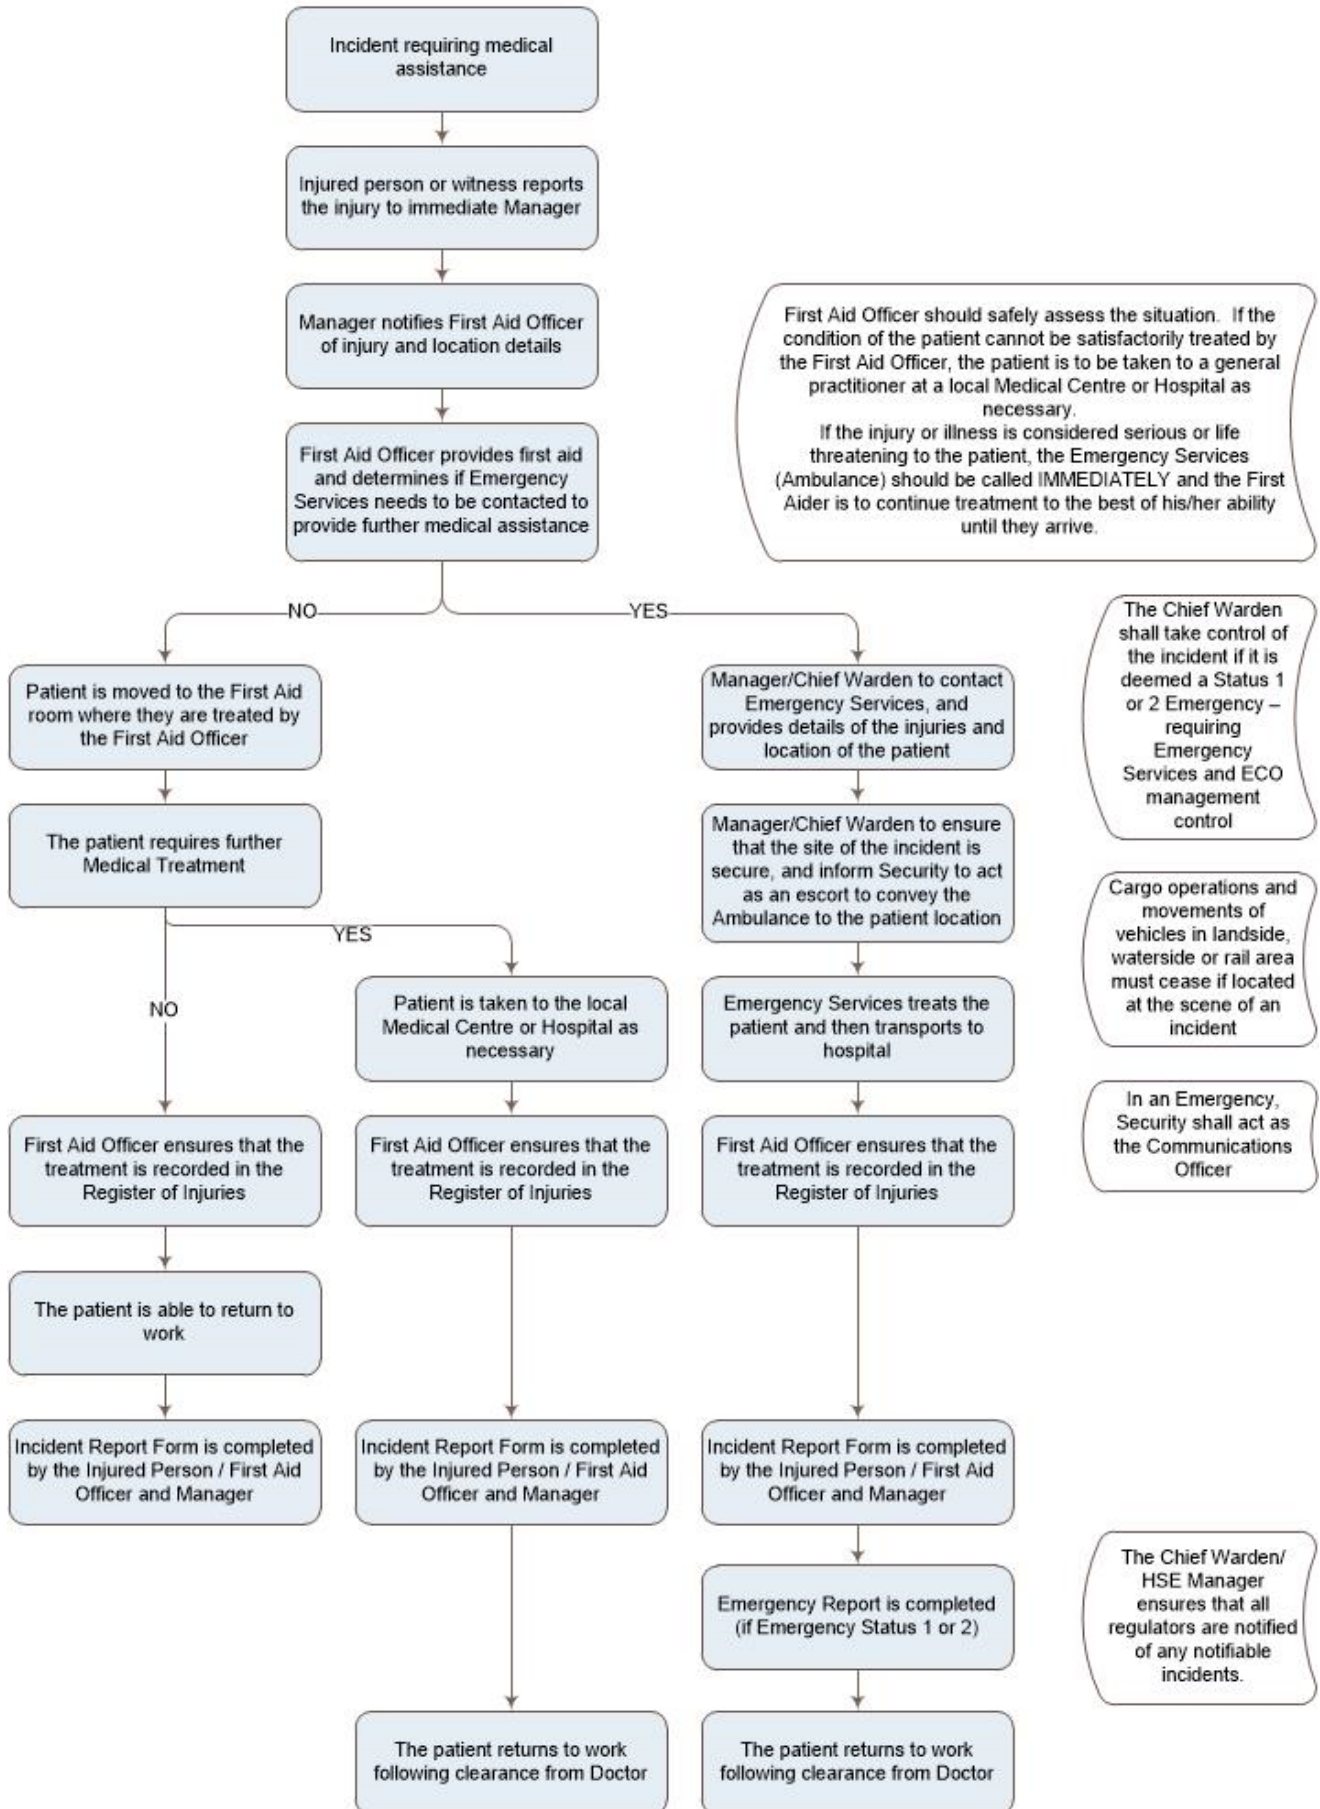 Incident requiring medical
assistance
Injured person or witness reports
the injury to immediate Manager
Manager notifies First Aid Officer
of injury and location details
First Aid Officer should safely assess the situation.  If the
condition of the patient cannot be satisfactorily treated by
the First Aid Officer, the patient is to be taken to a general
practitioner at a local Medical Centre or Hospital as
necessary.
If the injury or illness is considered serious or life
threatening to the patient, the Emergency Services
(Ambulance) should be called IMMEDIATELY and the First
Aider is to continue treatment to the best of his/her ability
until they arrive.
First Aid Officer provides first aid
and determines if Emergency
Services needs to be contacted to
provide further medical assistance
NO
YES
Patient is moved to the First Aid
room where they are treated by
the First Aid Officer
Manager/Chief Warden to contact
Emergency Services, and
provides details of the injuries and
location of the patient
The Chief Warden
shall take control of
the incident if it is
deemed a Status 1
or 2 Emergency –
requiring
Emergency
Services and ECO
management
control
The patient requires further
Medical Treatment
Manager/Chief Warden to ensure
that the site of the incident is
secure, and inform Security to act
as an escort to convey the
Ambulance to the patient location
Cargo operations and
movements of
vehicles in landside,
waterside or rail area
must cease if located
at the scene of an
incident
YES
NO
Patient is taken to the local
Medical Centre or Hospital as
necessary
Emergency Services treats the
patient and then transports to
hospital
In an Emergency,
Security shall act as
the Communications
Officer
First Aid Officer ensures that the
treatment is recorded in the
Register of Injuries
First Aid Officer ensures that the
treatment is recorded in the
Register of Injuries
First Aid Officer ensures that the
treatment is recorded in the
Register of Injuries
The patient is able to return to
work
Incident Report Form is completed
by the Injured Person / First Aid
Officer and Manager
Incident Report Form is completed
by the Injured Person / First Aid
Officer and Manager
Incident Report Form is completed
by the Injured Person / First Aid
Officer and Manager
Emergency Report is completed
(if Emergency Status 1 or 2)
The Chief Warden/
HSE Manager
ensures that all
regulators are notified
of any notifiable
incidents.
The patient returns to work
following clearance from Doctor
The patient returns to work
following clearance from Doctor